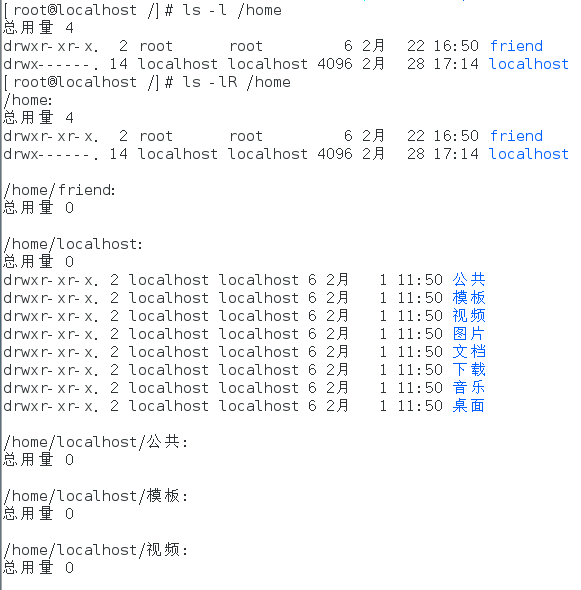 [root@localhost /]# ls -l /home
总用量 4
drwxr-xr-x.  2 root      root         6 2月  22 16:50 friend
drwx------. 14 localhost localhost 4096 2月  28 17:14 localhost
[root@localhost /]# ls -lR /home
/home:
总用量 4
drwxr-xr-x.  2 root      root         6 2月  22 16:50 friend
drwx------. 14 localhost localhost 4096 2月  28 17:14 localhost
/home/friend:
总用量 0
/home/localhost:
总用量 0
drwxr-xr-x. 2 localhost localhost 6 2月   1 11:50 公共
drwxr-xr-x. 2 localhost localhost 6 2月   1 11:50 模板
drwxr-xr-x. 2 localhost localhost 6 2月   1 11:50 视频
drwxr-xr-x. 2 localhost localhost 6 2月   1 11:50 图片
drwxr-xr-x. 2 localhost localhost 6 2月   1 11:50 文档
drwxr-xr-x. 2 localhost localhost 6 2月   1 11:50 下载
drwxr-xr-x. 2 localhost localhost 6 2月   1 11:50 音乐
drwxr-xr-x. 2 localhost localhost 6 2月   1 11:50 桌面
/home/localhost/公共:
总用量 0
/home/localhost/模板:
总用量 0
/home/localhost/视频:
总用量 0